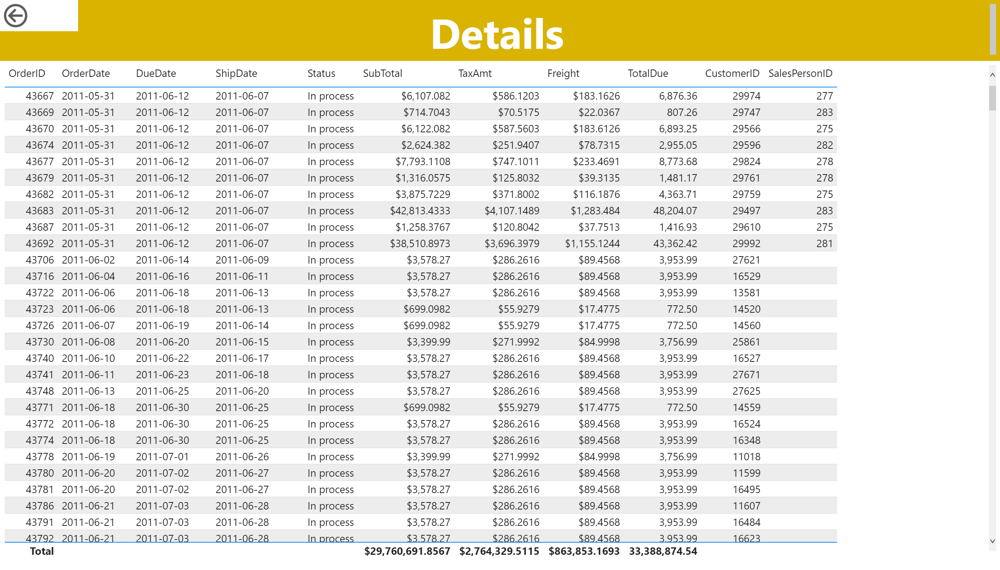 Details
OrderID OrderDate DueDate ShipDate Status SubTotal TaxAmt Freight TotalDue CustomerID SalesPersonID
43667 2011-05-31 2011-06-12 2011-06-07 In process $6,107.082 $586.1203 $183.1626 6,876.36 29974 277
43669 2011-05-31 2011-06-12 2011-06-07 In process $714.7043 $70.5175 $22.0367 807.26 29747 283
43670 2011-05-31 2011-06-12 2011-06-07 In process $6,122.082 $587.5603 $183.6126 6,893.25 29566 275
43674 2011-05-31 2011-06-12 2011-06-07 In process $2,624.382 $251.9407 $78.7315 2,955.05 29596 282
43677 2011-05-31 2011-06-12 2011-06-07 In process $7,793.1108 $747.1011 $233.4691 8,773.68 29824 278
43679 2011-05-31 2011-06-12 2011-06-07 In process $1,316.0575 $125.8032 $39.3135 1,481.17 29761 278
43682 2011-05-31 2011-06-12 2011-06-07 In process $3,875.7229 $371.8002 $116.1876 4,363.71 29759 275
43683 2011-05-31 2011-06-12 2011-06-07 In process $42,813.4333 $4,107.1489 $1,283.484 48,204.07 29497 283
43687 2011-05-31 2011-06-12 2011-06-07 In process $1,258.3767 $120.8042 $37.7513 1,416.93 29610 275
43692 2011-05-31 2011-06-12 2011-06-07 In process $38,510.8973 $3,696.3979 $1,155.1244 43,362.42 29992 281
43706 2011-06-02 2011-06-14 2011-06-09 In process $3,578.27 $286.2616 $89.4568 3,953.99 27621
43716 2011-06-04 2011-06-16 2011-06-11 In process $3,578.27 $286.2616 $89.4568 3,953.99 16529
43722 2011-06-06 2011-06-18 2011-06-13 In process $3,578.27 $286.2616 $89.4568 3,953.99 13581
43723 2011-06-06 2011-06-18 2011-06-13 In process $699.0982 $55.9279 $17.4775 772.50 14520
43726 2011-06-07 2011-06-19 2011-06-14 In process $699.0982 $55.9279 $17.4775 772.50 14560
43730 2011-06-08 2011-06-20 2011-06-15 In process $3,399.99 $271.9992 $84.9998 3,756.99 25861
43740 2011-06-10 2011-06-22 2011-06-17 In process $3,578.27 $286.2616 $89.4568 3,953.99 16527
43741 2011-06-11 2011-06-23 2011-06-18 In process $3,578.27 $286.2616 $89.4568 3,953.99 27671
43748 2011-06-13 2011-06-25 2011-06-20 In process $3,578.27 $286.2616 $89.4568 3,953.99 27625
43771 2011-06-18 2011-06-30 2011-06-25 In process $699.0982 $55.9279 $17.4775 772.50 14559
43772 2011-06-18 2011-06-30 2011-06-25 In process $3,578.27 $286.2616 $89.4568 3,953.99 16524
43774 2011-06-18 2011-06-30 2011-06-25 In process $3,578.27 $286.2616 $89.4568 3,953.99 16348
43778 2011-06-19 2011-07-01 2011-06-26 In process $3,399.99 $271.9992 $84.9998 3,756.99 11018
43780 2011-06-20 2011-07-02 2011-06-27 In process $3,578.27 $286.2616 $89.4568 3,953.99 11599
43781 2011-06-20 2011-07-02 2011-06-27 In process $3,578.27 $286.2616 $89.4568 3,953.99 16495
43786 2011-06-21 2011-07-03 2011-06-28 In process $3,578.27 $286.2616 $89.4568 3,953.99 11607
43791 2011-06-21 2011-07-03 2011-06-28 In process $3,578.27 $286.2616 $89.4568 3,953.99 16484
43792 2011-06-21 2011-07-03 2011-06-28 In process $3,578.27 $286.2616 $89.4568 3,953.99 16623
Total $29,760,691.8567 $2,764,329.5115 $863,853.1693 33,388,874.54